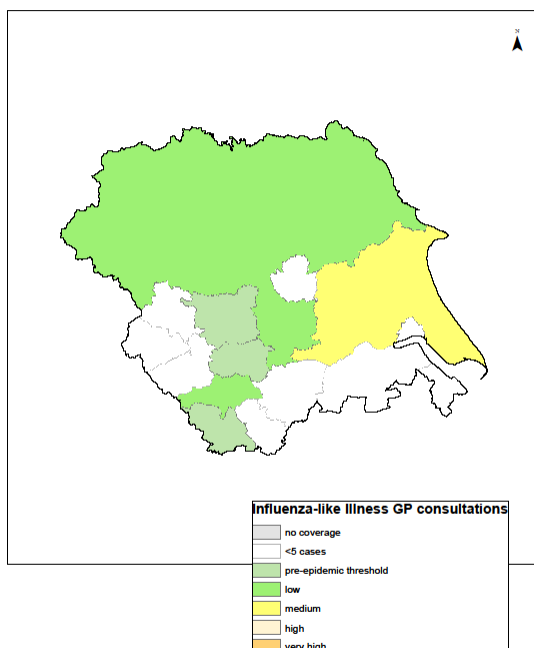 N
Influenza-like Illness GP consultations
no coverage
<5 cases
pre-epidemic threshold
low
medium
high
very high